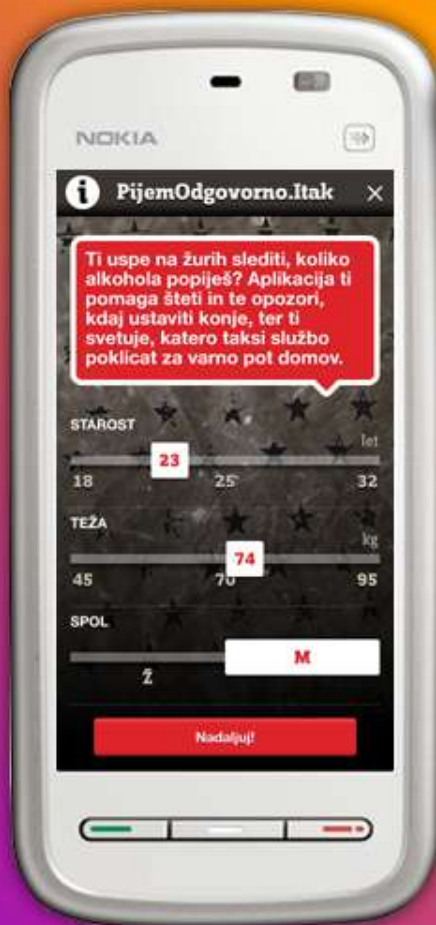 NOKIA
i PijemOdgovorno.Itak ×
Ti uspe na žurih slediti, koliko
alkohola popiješ? Aplikacija ti
pomaga šteti in te opozori,
kdaj ustaviti konje, ter ti
svetuje, katero taksi službo
poklicat za varno pot domov.
STAROST
let
23
18 25 32
TEŽA
kg
74
45 70 95
SPOL
M
Ž
Nadaljuj!